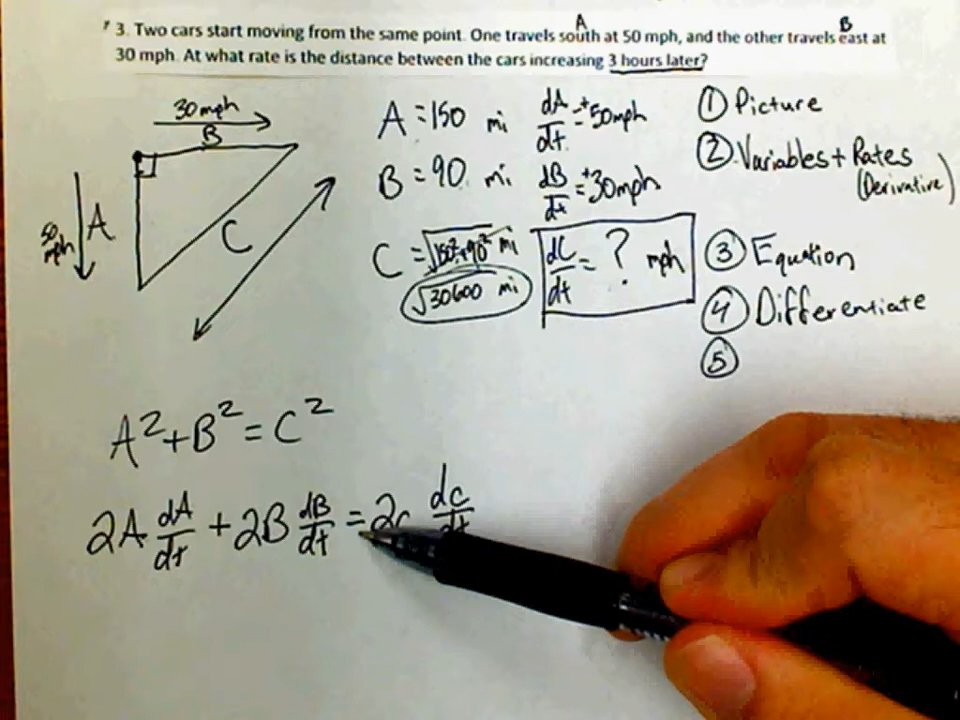 3. Two cars start moving from the same point. One travels south at 50 mph, and the other travels east at
A
B
30 mph. At what rate is the distance between the cars increasing 3 hours later?
30mph
B
50 mph
A
C
A = 150 mi
dA/dt = +50mph
B = 90 mi
dB/dt = +30mph
C = √150²+90² mi
√30600 mi
dC/dt = ? mph
① Picture
② Variables + Rates
(Derivative)
③ Equation
④ Differentiate
⑤
A² + B² = C²
2A dA/dt + 2B dB/dt = 2c dc/dt